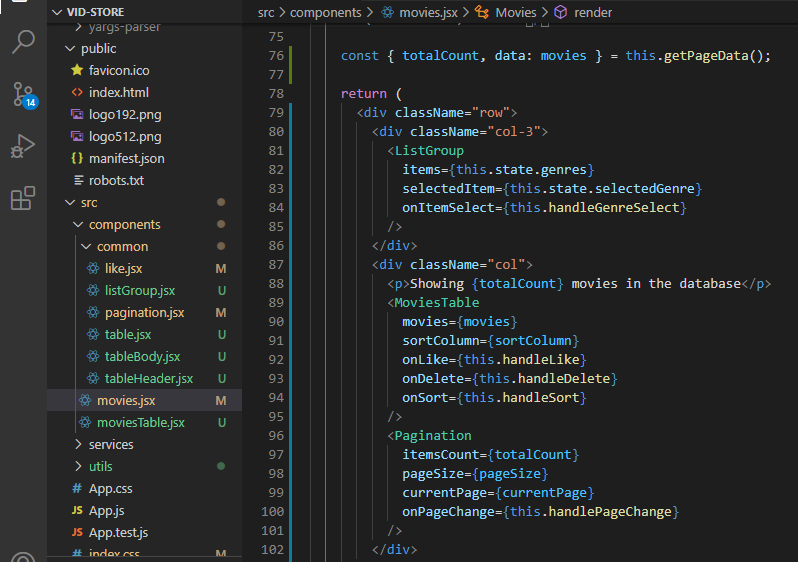 VID-STORE
yargs-parser
public
favicon.ico
index.html
logo192.png
logo512.png
{} manifest.json
robots.txt
src
components
common
like.jsx M
listGroup.jsx U
pagination.jsx M
table.jsx U
tableBody.jsx U
tableHeader.jsx U
movies.jsx M
moviesTable.jsx U
services
utils
# App.css
JS App.js
JS App.test.js
# index.css M
14
src > components > movies.jsx > Movies > render
75
76 const { totalCount, data: movies } = this.getPageData();
77
78 return (
79 <div className="row">
80 <div className="col-3">
81 <ListGroup
82 items={this.state.genres}
83 selectedItem={this.state.selectedGenre}
84 onItemSelect={this.handleGenreSelect}
85 />
86 </div>
87 <div className="col">
88 <p>Showing {totalCount} movies in the database</p>
89 <MoviesTable
90 movies={movies}
91 sortColumn={sortColumn}
92 onLike={this.handleLike}
93 onDelete={this.handleDelete}
94 onSort={this.handleSort}
95 />
96 <Pagination
97 itemsCount={totalCount}
98 pageSize={pageSize}
99 currentPage={currentPage}
100 onPageChange={this.handlePageChange}
101 />
102 </div>